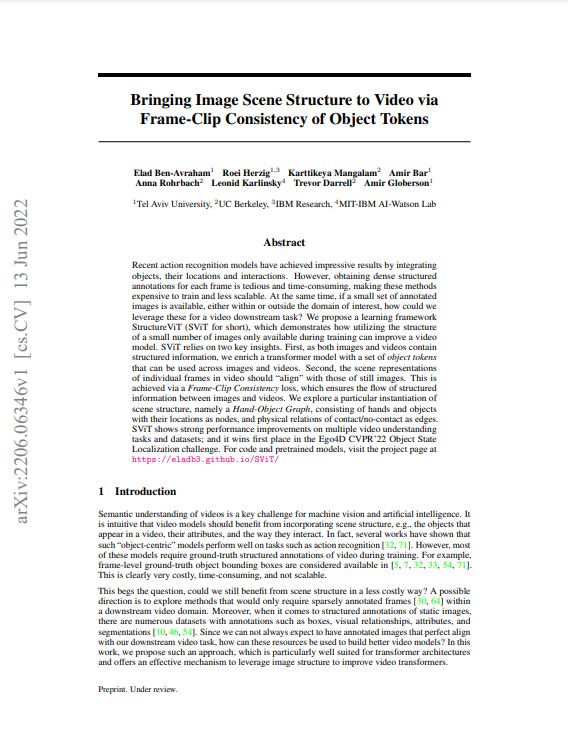 arXiv:2206.06346v1 [cs.CV] 13 Jun 2022
Bringing Image Scene Structure to Video via
Frame-Clip Consistency of Object Tokens
Elad Ben-Avraham1 Roei Herzig1,3 Karttikeya Mangalam2 Amir Bar1
Anna Rohrbach2 Leonid Karlinsky4 Trevor Darrell2 Amir Globerson1
1Tel Aviv University, 2UC Berkeley, 3IBM Research, 4MIT-IBM AI-Watson Lab
Abstract
Recent action recognition models have achieved impressive results by integrating
objects, their locations and interactions. However, obtaining dense structured
annotations for each frame is tedious and time-consuming, making these methods
expensive to train and less scalable. At the same time, if a small set of annotated
images is available, either within or outside the domain of interest, how could we
leverage these for a video downstream task? We propose a learning framework
StructureViT (SViT for short), which demonstrates how utilizing the structure
of a small number of images only available during training can improve a video
model. SViT relies on two key insights. First, as both images and videos contain
structured information, we enrich a transformer model with a set of object tokens
that can be used across images and videos. Second, the scene representations
of individual frames in video should “align” with those of still images. This is
achieved via a Frame-Clip Consistency loss, which ensures the flow of structured
information between images and videos. We explore a particular instantiation of
scene structure, namely a Hand-Object Graph, consisting of hands and objects
with their locations as nodes, and physical relations of contact/no-contact as edges.
SViT shows strong performance improvements on multiple video understanding
tasks and datasets; and it wins first place in the Ego4D CVPR’22 Object State
Localization challenge. For code and pretrained models, visit the project page at
https://eladb3.github.io/SViT/
1 Introduction
Semantic understanding of videos is a key challenge for machine vision and artificial intelligence. It
is intuitive that video models should benefit from incorporating scene structure, e.g., the objects that
appear in a video, their attributes, and the way they interact. In fact, several works have shown that
such “object-centric” models perform well on tasks such as action recognition [32, 71]. However, most
of these models require ground-truth structured annotations of video during training. For example,
frame-level ground-truth object bounding boxes are considered available in [5, 7, 32, 33, 54, 71].
This is clearly very costly, time-consuming, and not scalable.
This begs the question, could we still benefit from scene structure in a less costly way? A possible
direction is to explore methods that would only require sparsely annotated frames [30, 64] within
a downstream video domain. Moreover, when it comes to structured annotations of static images,
there are numerous datasets with annotations such as boxes, visual relationships, attributes, and
segmentations [10, 46, 54]. Since we can not always expect to have annotated images that perfect align
with our downstream video task, how can these resources be used to build better video models? In this
work, we propose such an approach, which is particularly well suited for transformer architectures
and offers an effective mechanism to leverage image structure to improve video transformers.
Preprint. Under review.